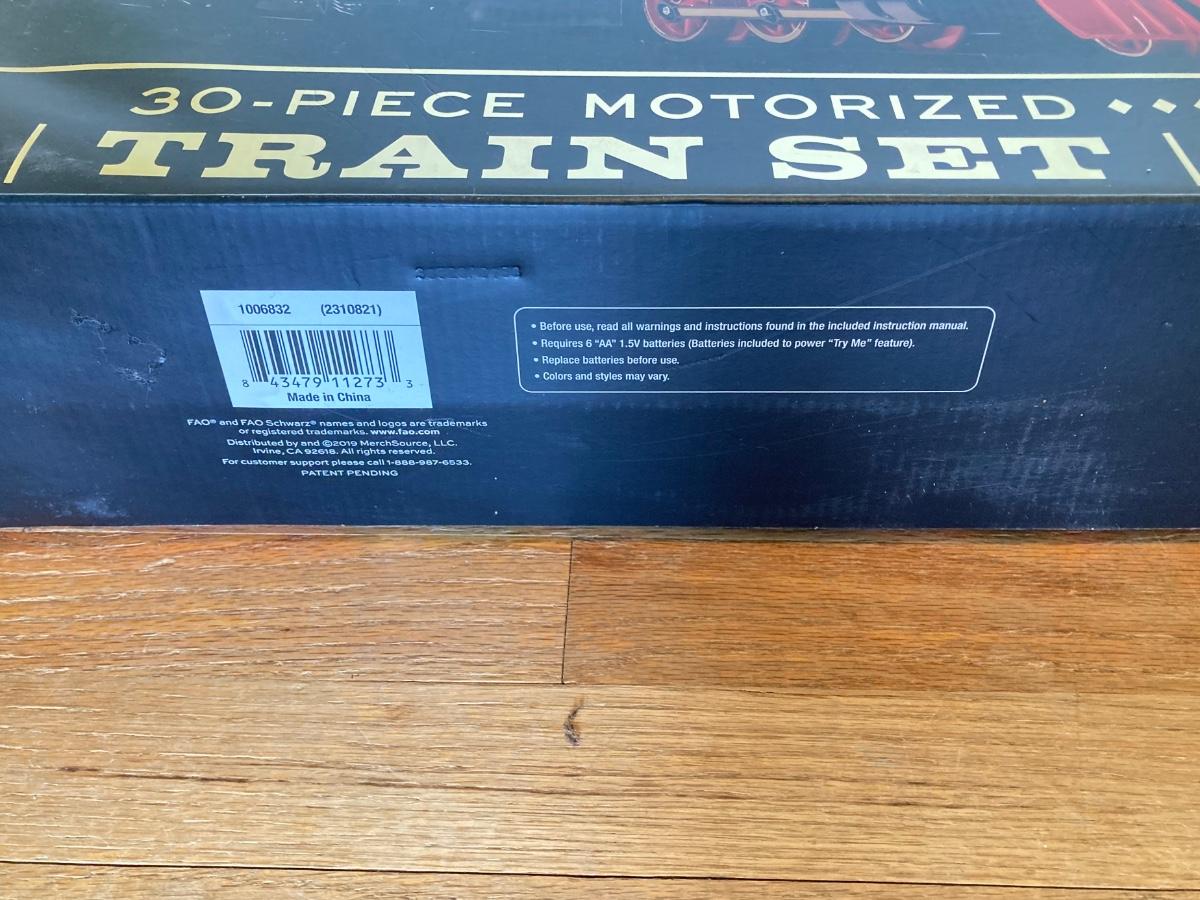 30-PIECE MOTORIZED
TRAIN SET
1006832 (2310821)
8 43479 11273 3
Made in China
FAO® and FAO Schwarz® names and logos are trademarks
or registered trademarks. www.fao.com
Distributed by and ©2019 MerchSource, LLC.
Irvine, CA 92618. All rights reserved.
For customer support please call 1-888-987-6533.
PATENT PENDING
• Before use, read all warnings and instructions found in the included instruction manual.
• Requires 6 "AA" 1.5V batteries (Batteries included to power "Try Me" feature).
• Replace batteries before use.
• Colors and styles may vary.